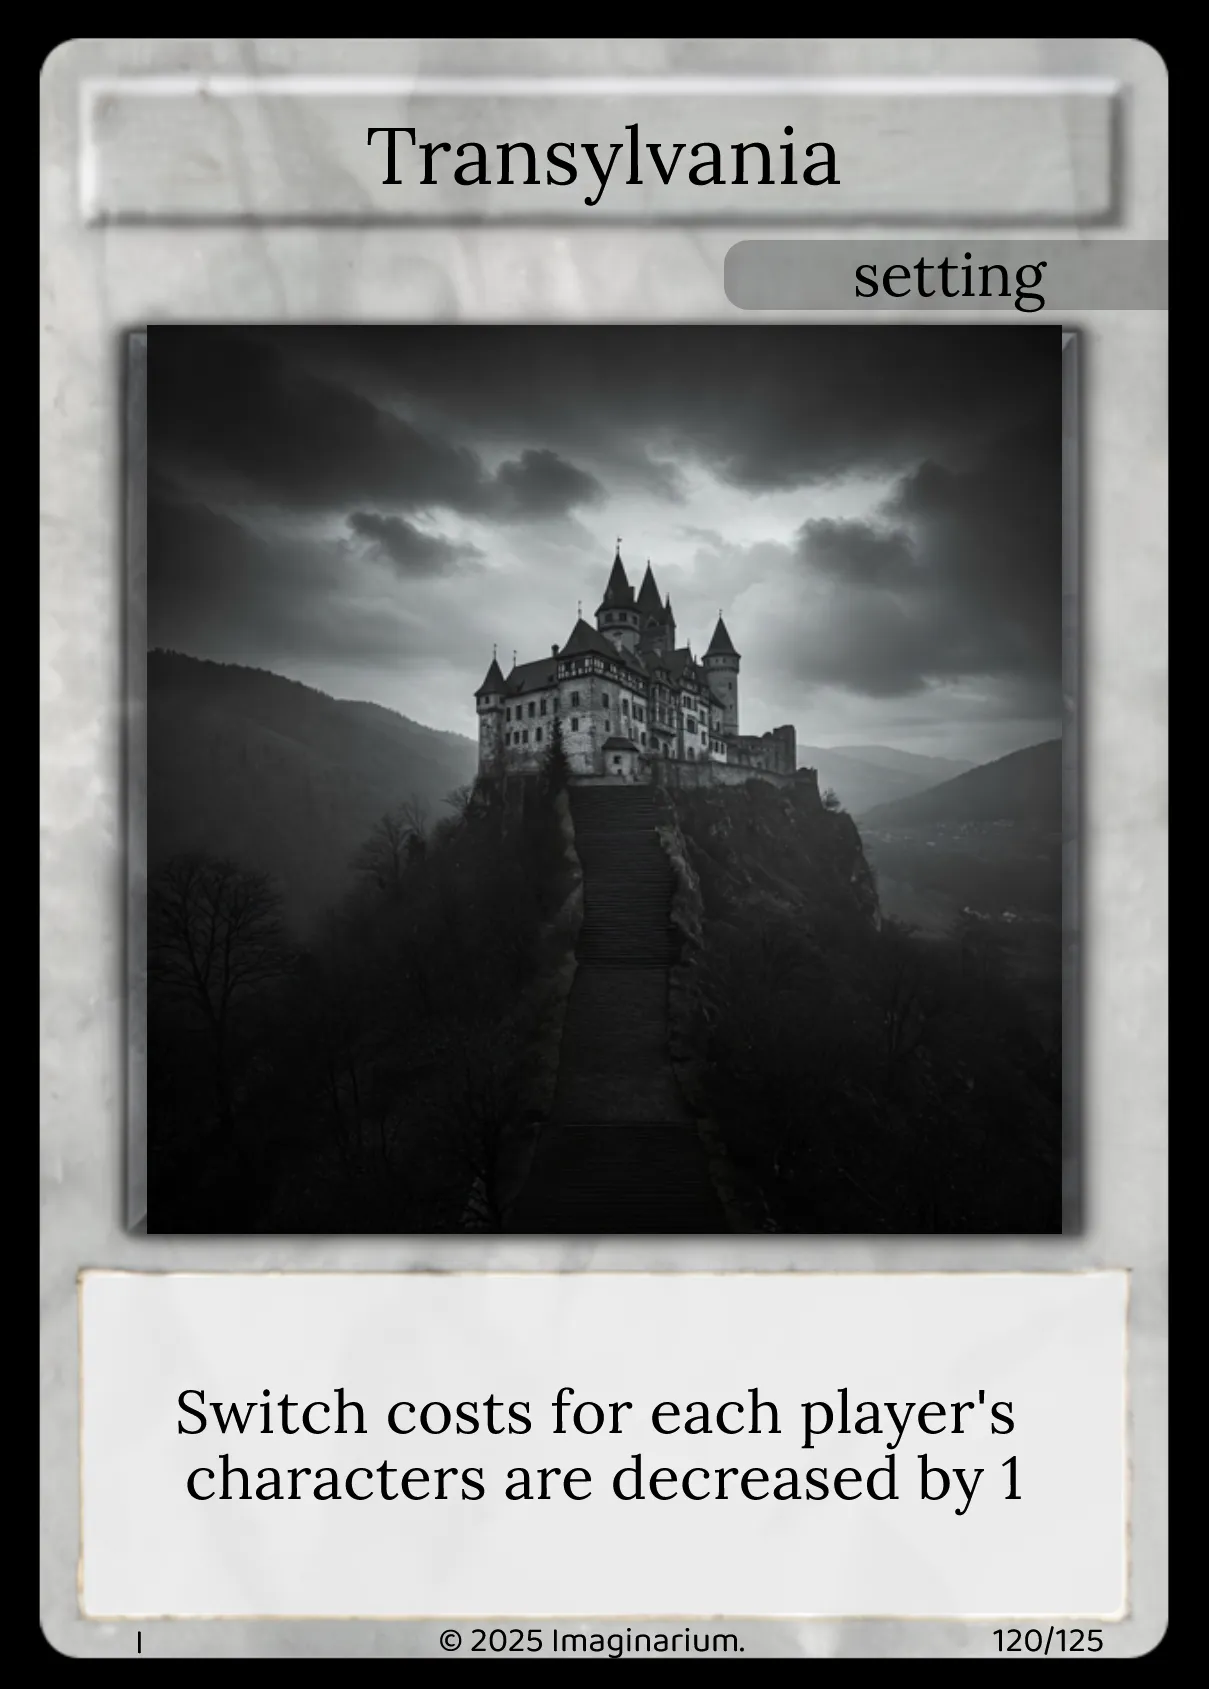 Transylvania
setting
Switch costs for each player's
characters are decreased by 1
I © 2025 Imaginarium. 120/125